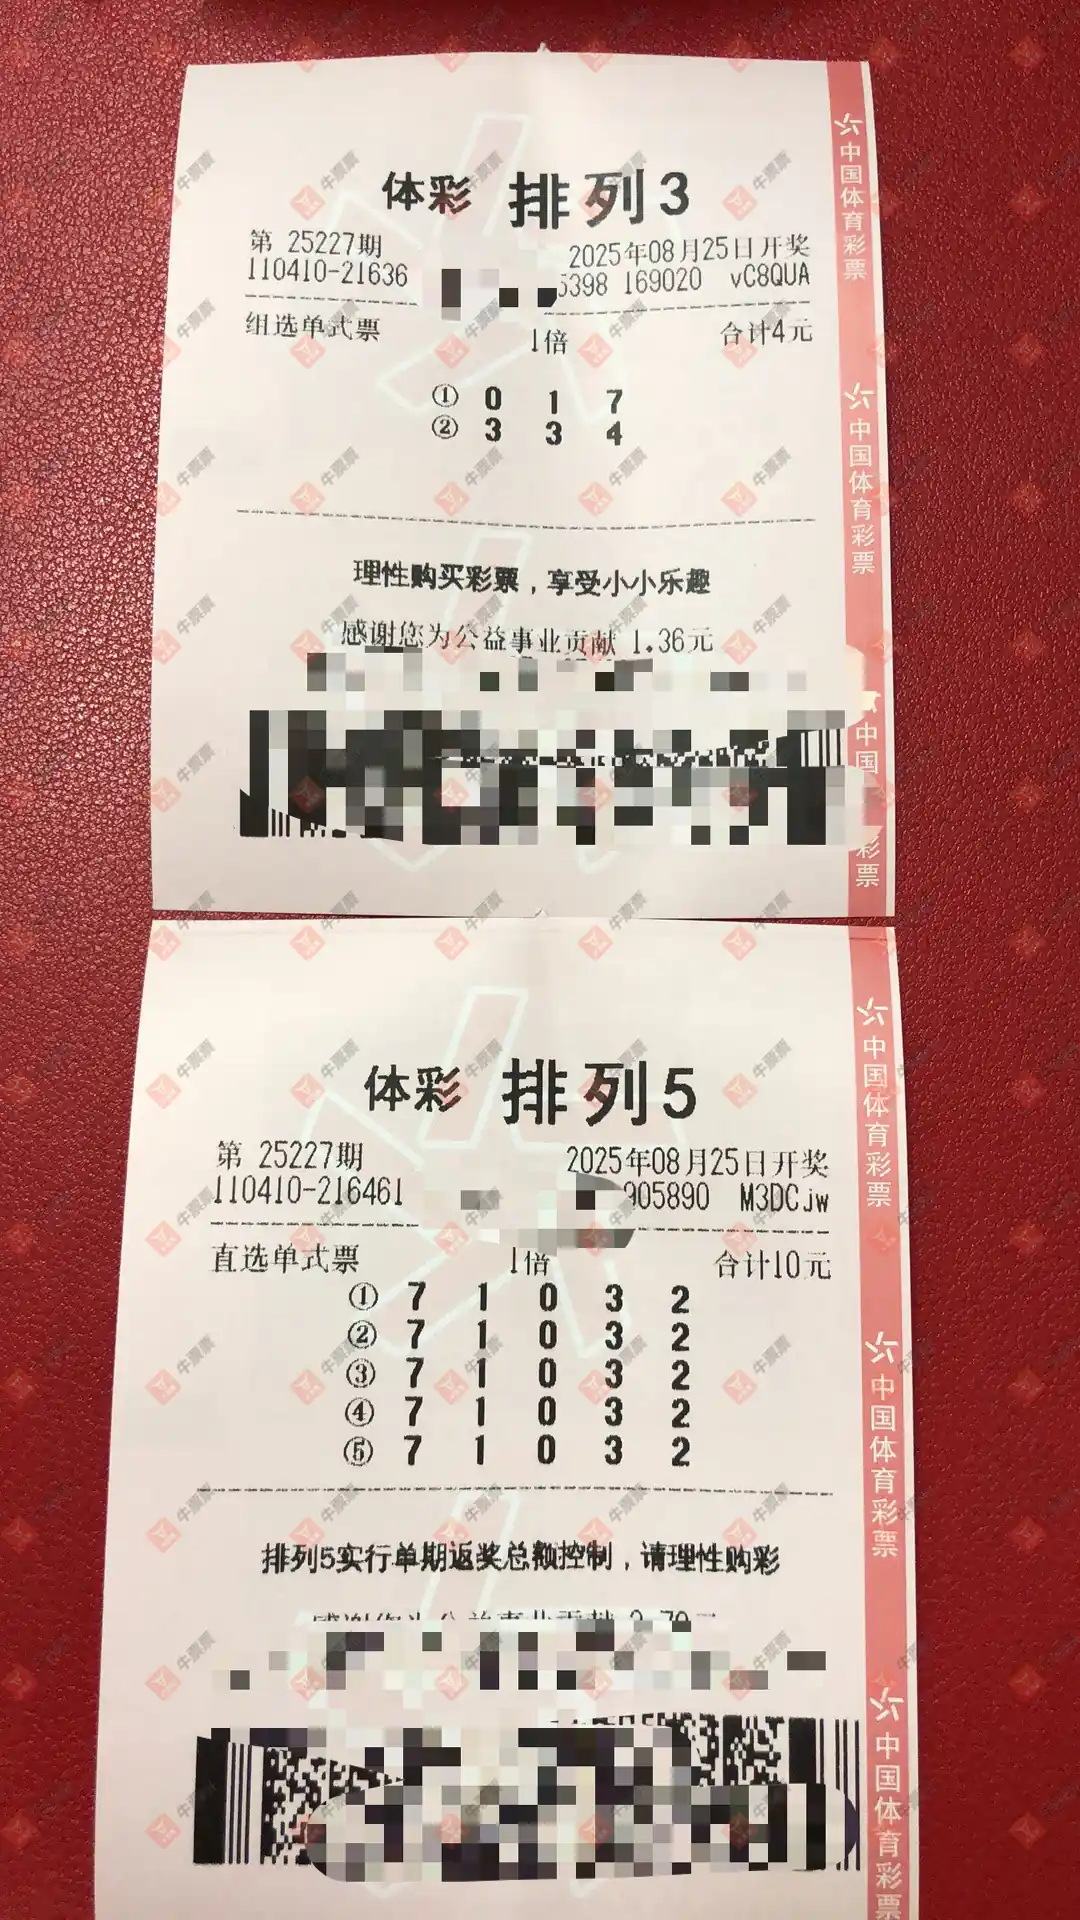 体彩 排列3
第 25227期 2025年08月25日开奖
110410-21636 5398 169020 vC8QUA
组选单式票 1倍 合计4元
① 0 1 7
② 3 3 4
理性购买彩票，享受小小乐趣
感谢您为公益事业贡献 1.36元
中国体育彩票
中国体育彩票
中国
彩票
体彩 排列5
第 25227期 2025年08月25日开奖
110410-216461 905890 M3DCjw
直选单式票 1倍 合计10元
① 7 1 0 3 2
② 7 1 0 3 2
③ 7 1 0 3 2
④ 7 1 0 3 2
⑤ 7 1 0 3 2
排列5实行单期返奖总额控制，请理性购彩
中国体育彩票
中国体育彩票
中国体育彩票
牛票票